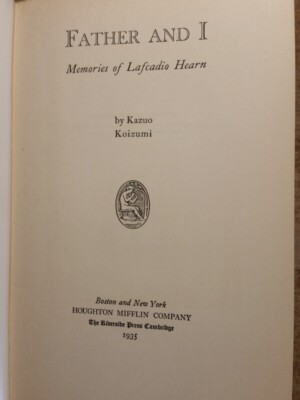 FATHER AND I
Memories of Lafcadio Hearn
by Kazuo
Koizumi
Boston and New York
HOUGHTON MIFFLIN COMPANY
The Riverside Press Cambridge
1935